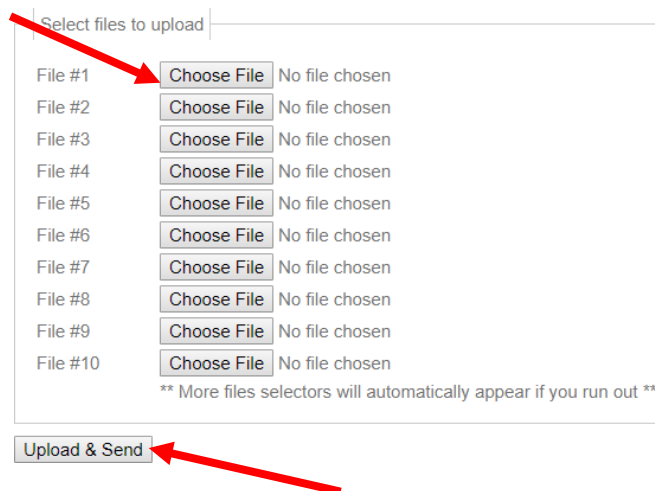 Select files to upload
File #1 Choose File No file chosen
File #2 Choose File No file chosen
File #3 Choose File No file chosen
File #4 Choose File No file chosen
File #5 Choose File No file chosen
File #6 Choose File No file chosen
File #7 Choose File No file chosen
File #8 Choose File No file chosen
File #9 Choose File No file chosen
File #10 Choose File No file chosen
** More files selectors will automatically appear if you run out **
Upload & Send